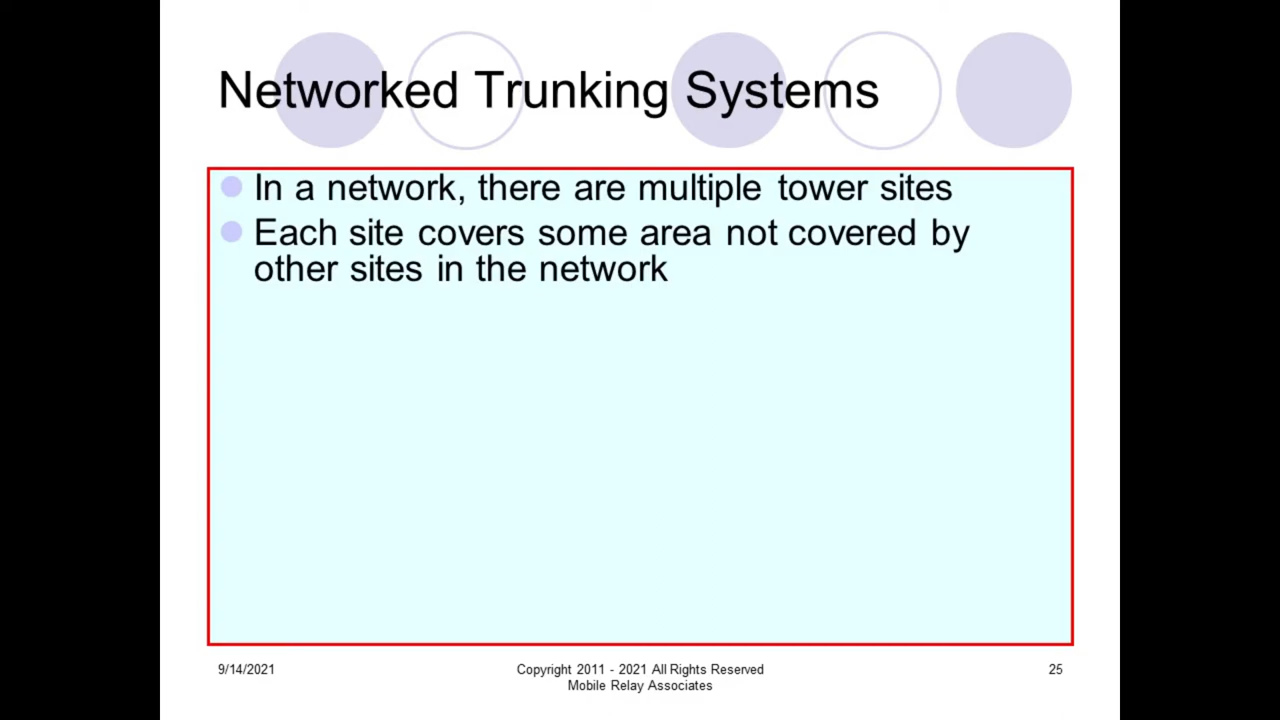 Networked Trunking Systems
In a network, there are multiple tower sites
Each site covers some area not covered by
other sites in the network
9/14/2021
Copyright 2011 - 2021 All Rights Reserved
Mobile Relay Associates
25